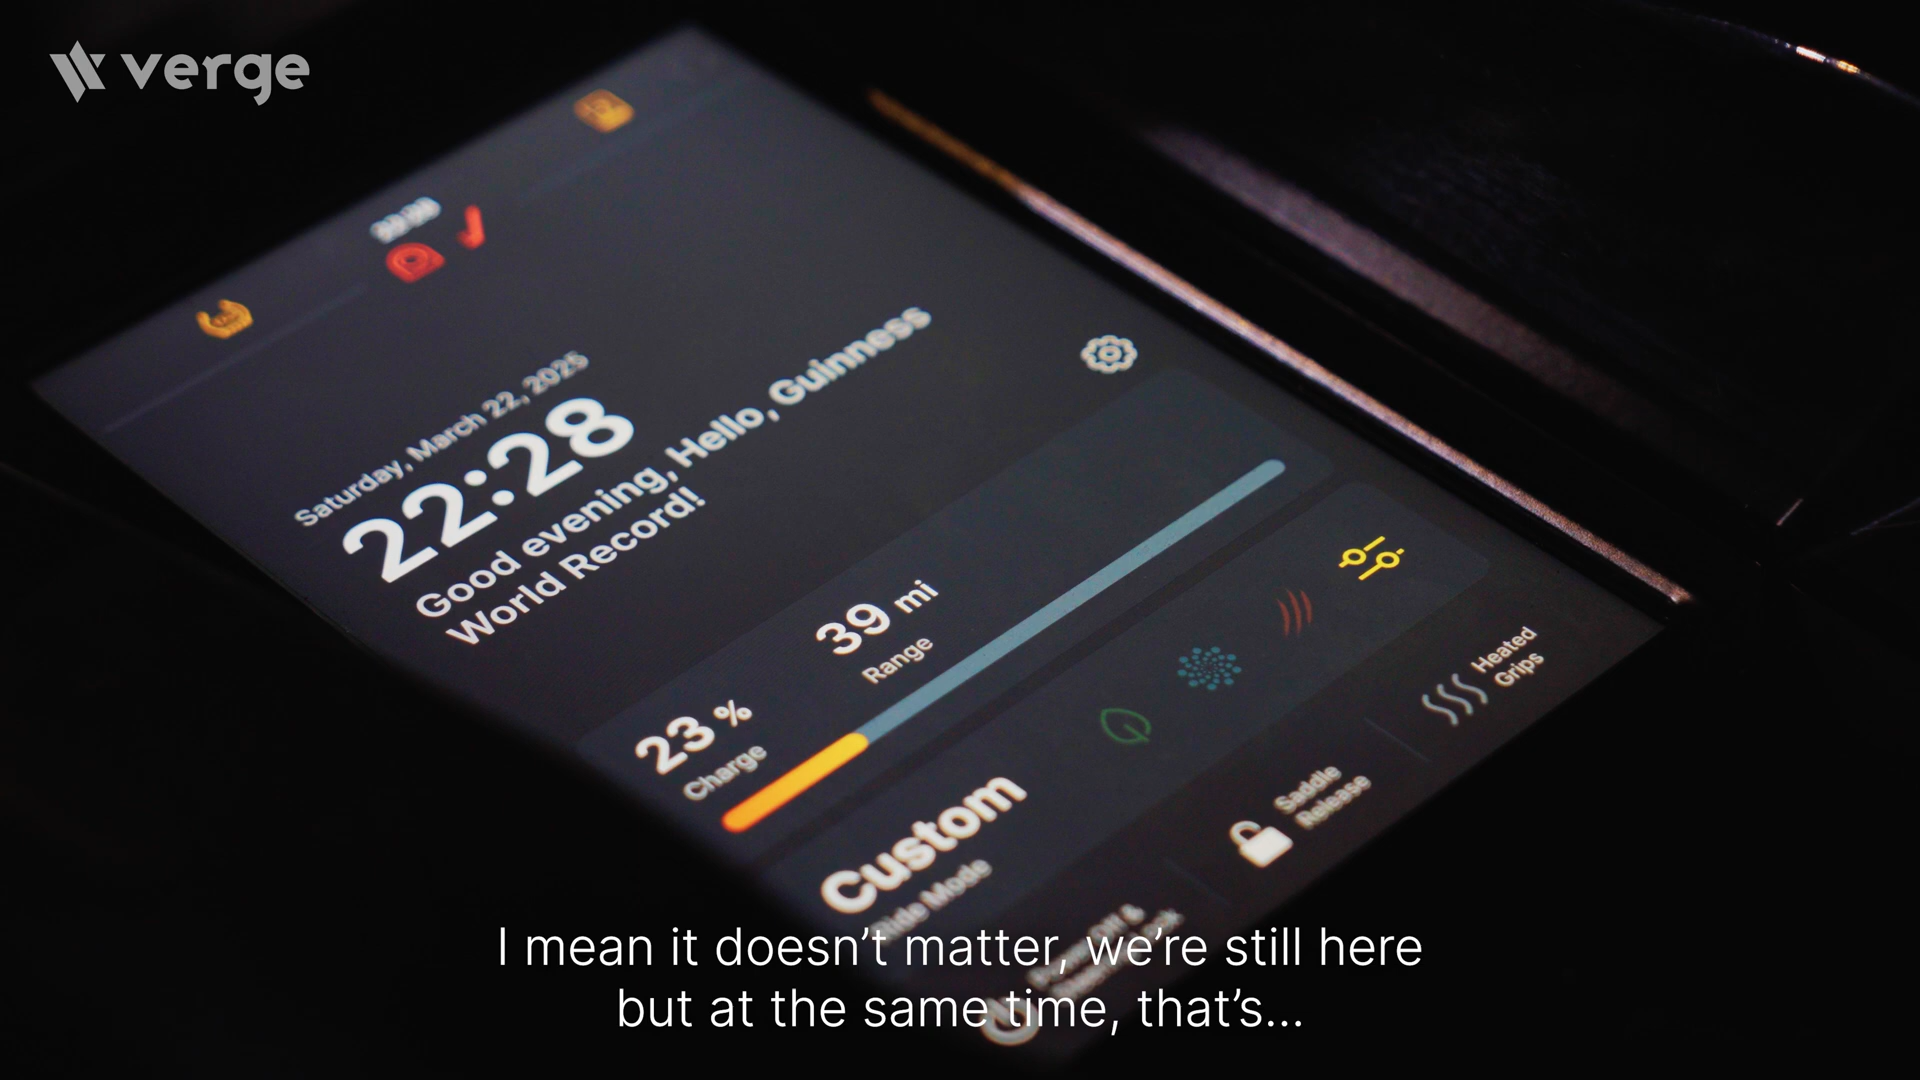 verge
Saturday, March 22, 2025
22:28
Good evening, Hello, Guinness
World Record!
39 mi
Range
23 %
Charge
Custom
Ride Mode
Heated
Grips
Saddle
Release
I mean it doesn't matter, we're still here
but at the same time, that's...